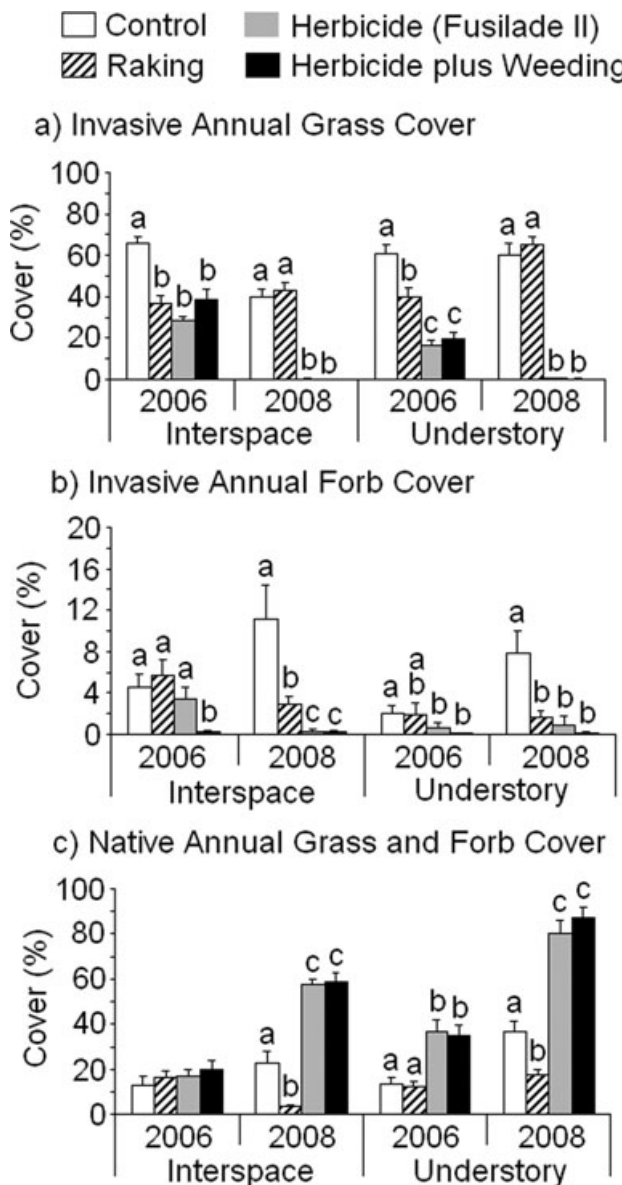 Control Herbicide (Fusilade II)
Raking Herbicide plus Weeding
a) Invasive Annual Grass Cover
Cover (%)
100
80
60
40
20
0
a b b b a a b b a b c c a a b b
2006 2008 2006 2008
Interspace Understory
b) Invasive Annual Forb Cover
Cover (%)
20
16
12
8
4
0
a a a b a b c c a a b b b a b b b
2006 2008 2006 2008
Interspace Understory
c) Native Annual Grass and Forb Cover
Cover (%)
100
80
60
40
20
0
a b c c a a b b a b c c
2006 2008 2006 2008
Interspace Understory